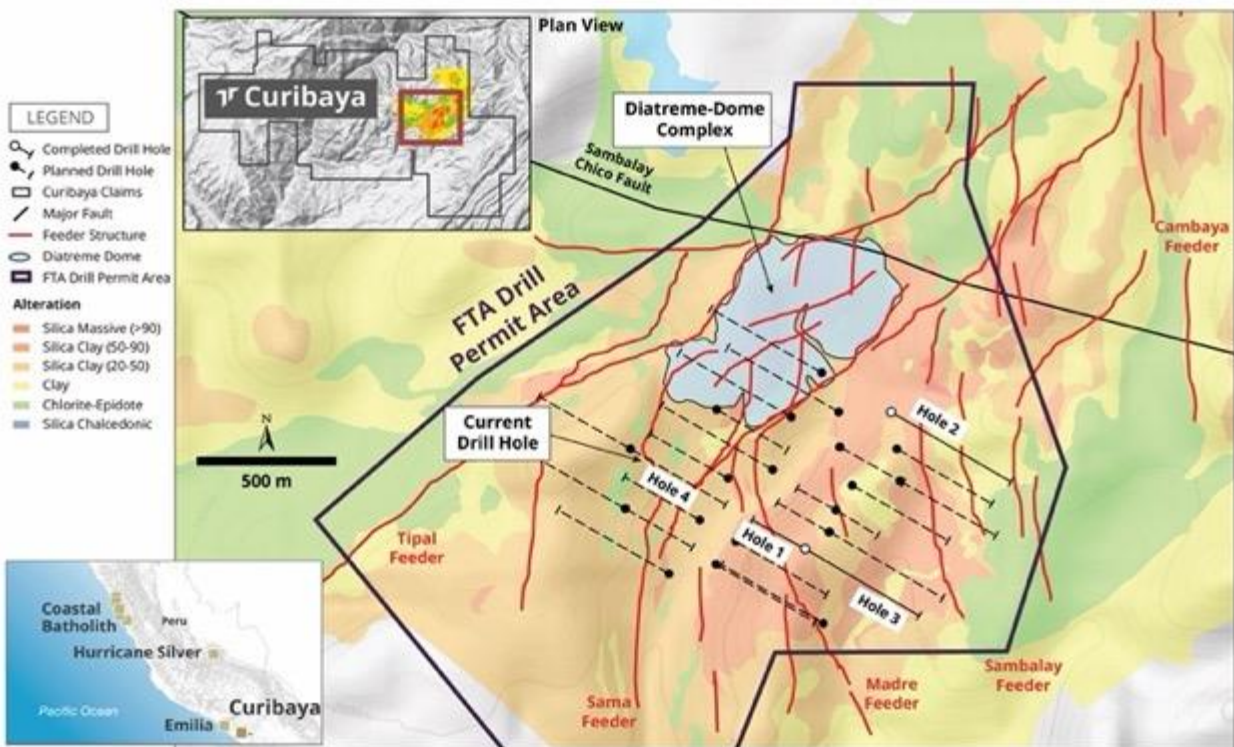 Plan View
Curibaya
LEGEND
Completed Drill Hole
Planned Drill Hole
Curibaya Claims
Major Fault
Feeder Structure
Diatreme Dome
FTA Drill Permit Area
Alteration
Silica Massive (>90)
Silica Clay (50-90)
Silica Clay (20-50)
Clay
Chlorite-Epidote
Silica Chalcedonic
N
500 m
Diatreme-Dome
Complex
Sambalay
Chico Fault
Cambaya
Feeder
FTA Drill
Permit Area
Current
Drill Hole
Hole 2
Hole 4
Hole 1
Hole 3
Tipal
Feeder
Sama
Feeder
Madre
Feeder
Sambalay
Feeder
Coastal
Batholith
Peru
Hurricane Silver
Curibaya
Emilia
Pacific Ocean